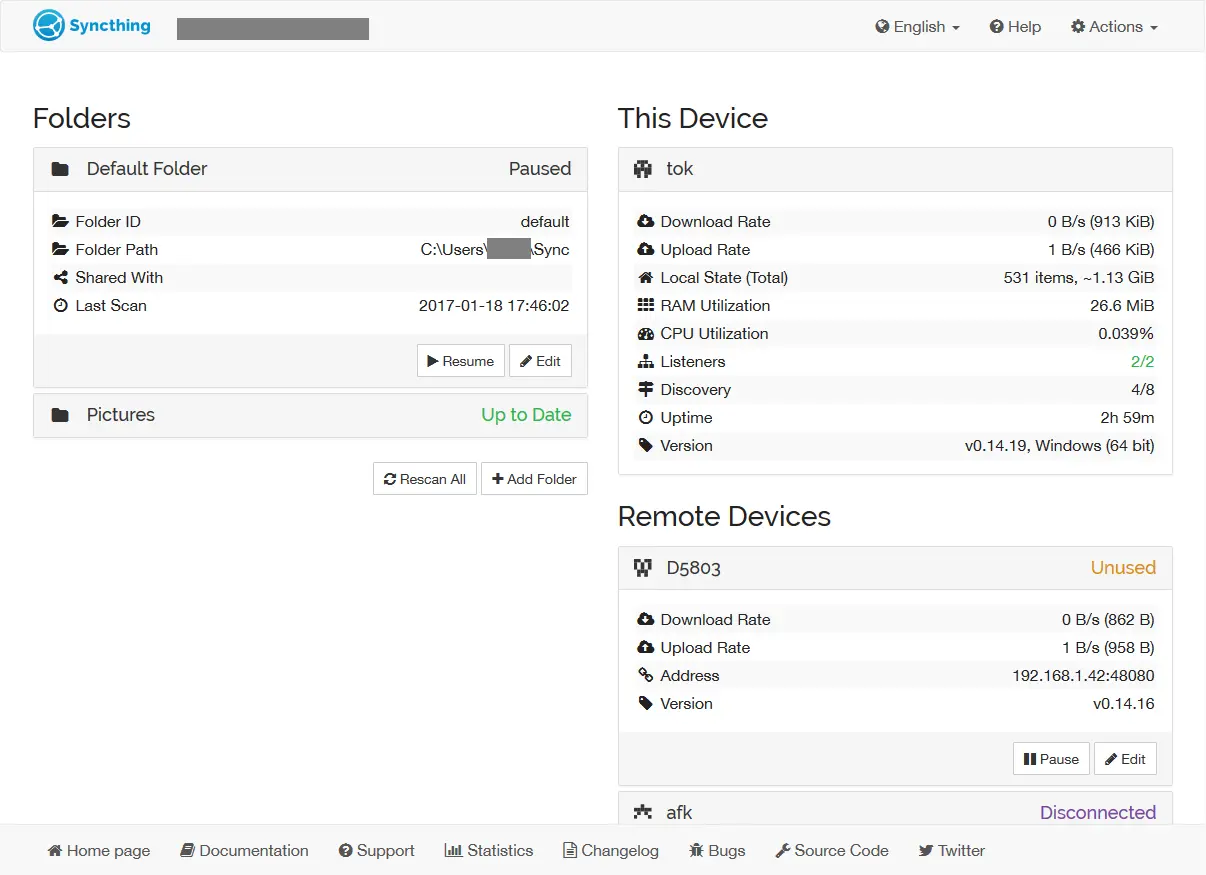 Syncthing
English
Help
Actions
Folders
Default Folder Paused
Folder ID default
Folder Path C:\Users\ \Sync
Shared With
Last Scan 2017-01-18 17:46:02
Resume Edit
Pictures Up to Date
Rescan All Add Folder
This Device
tok
Download Rate 0 B/s (913 KiB)
Upload Rate 1 B/s (466 KiB)
Local State (Total) 531 items, ~1.13 GiB
RAM Utilization 26.6 MiB
CPU Utilization 0.039%
Listeners 2/2
Discovery 4/8
Uptime 2h 59m
Version v0.14.19, Windows (64 bit)
Remote Devices
D5803 Unused
Download Rate 0 B/s (862 B)
Upload Rate 1 B/s (958 B)
Address 192.168.1.42:48080
Version v0.14.16
Pause Edit
afk Disconnected
Home page Documentation Support Statistics Changelog Bugs Source Code Twitter